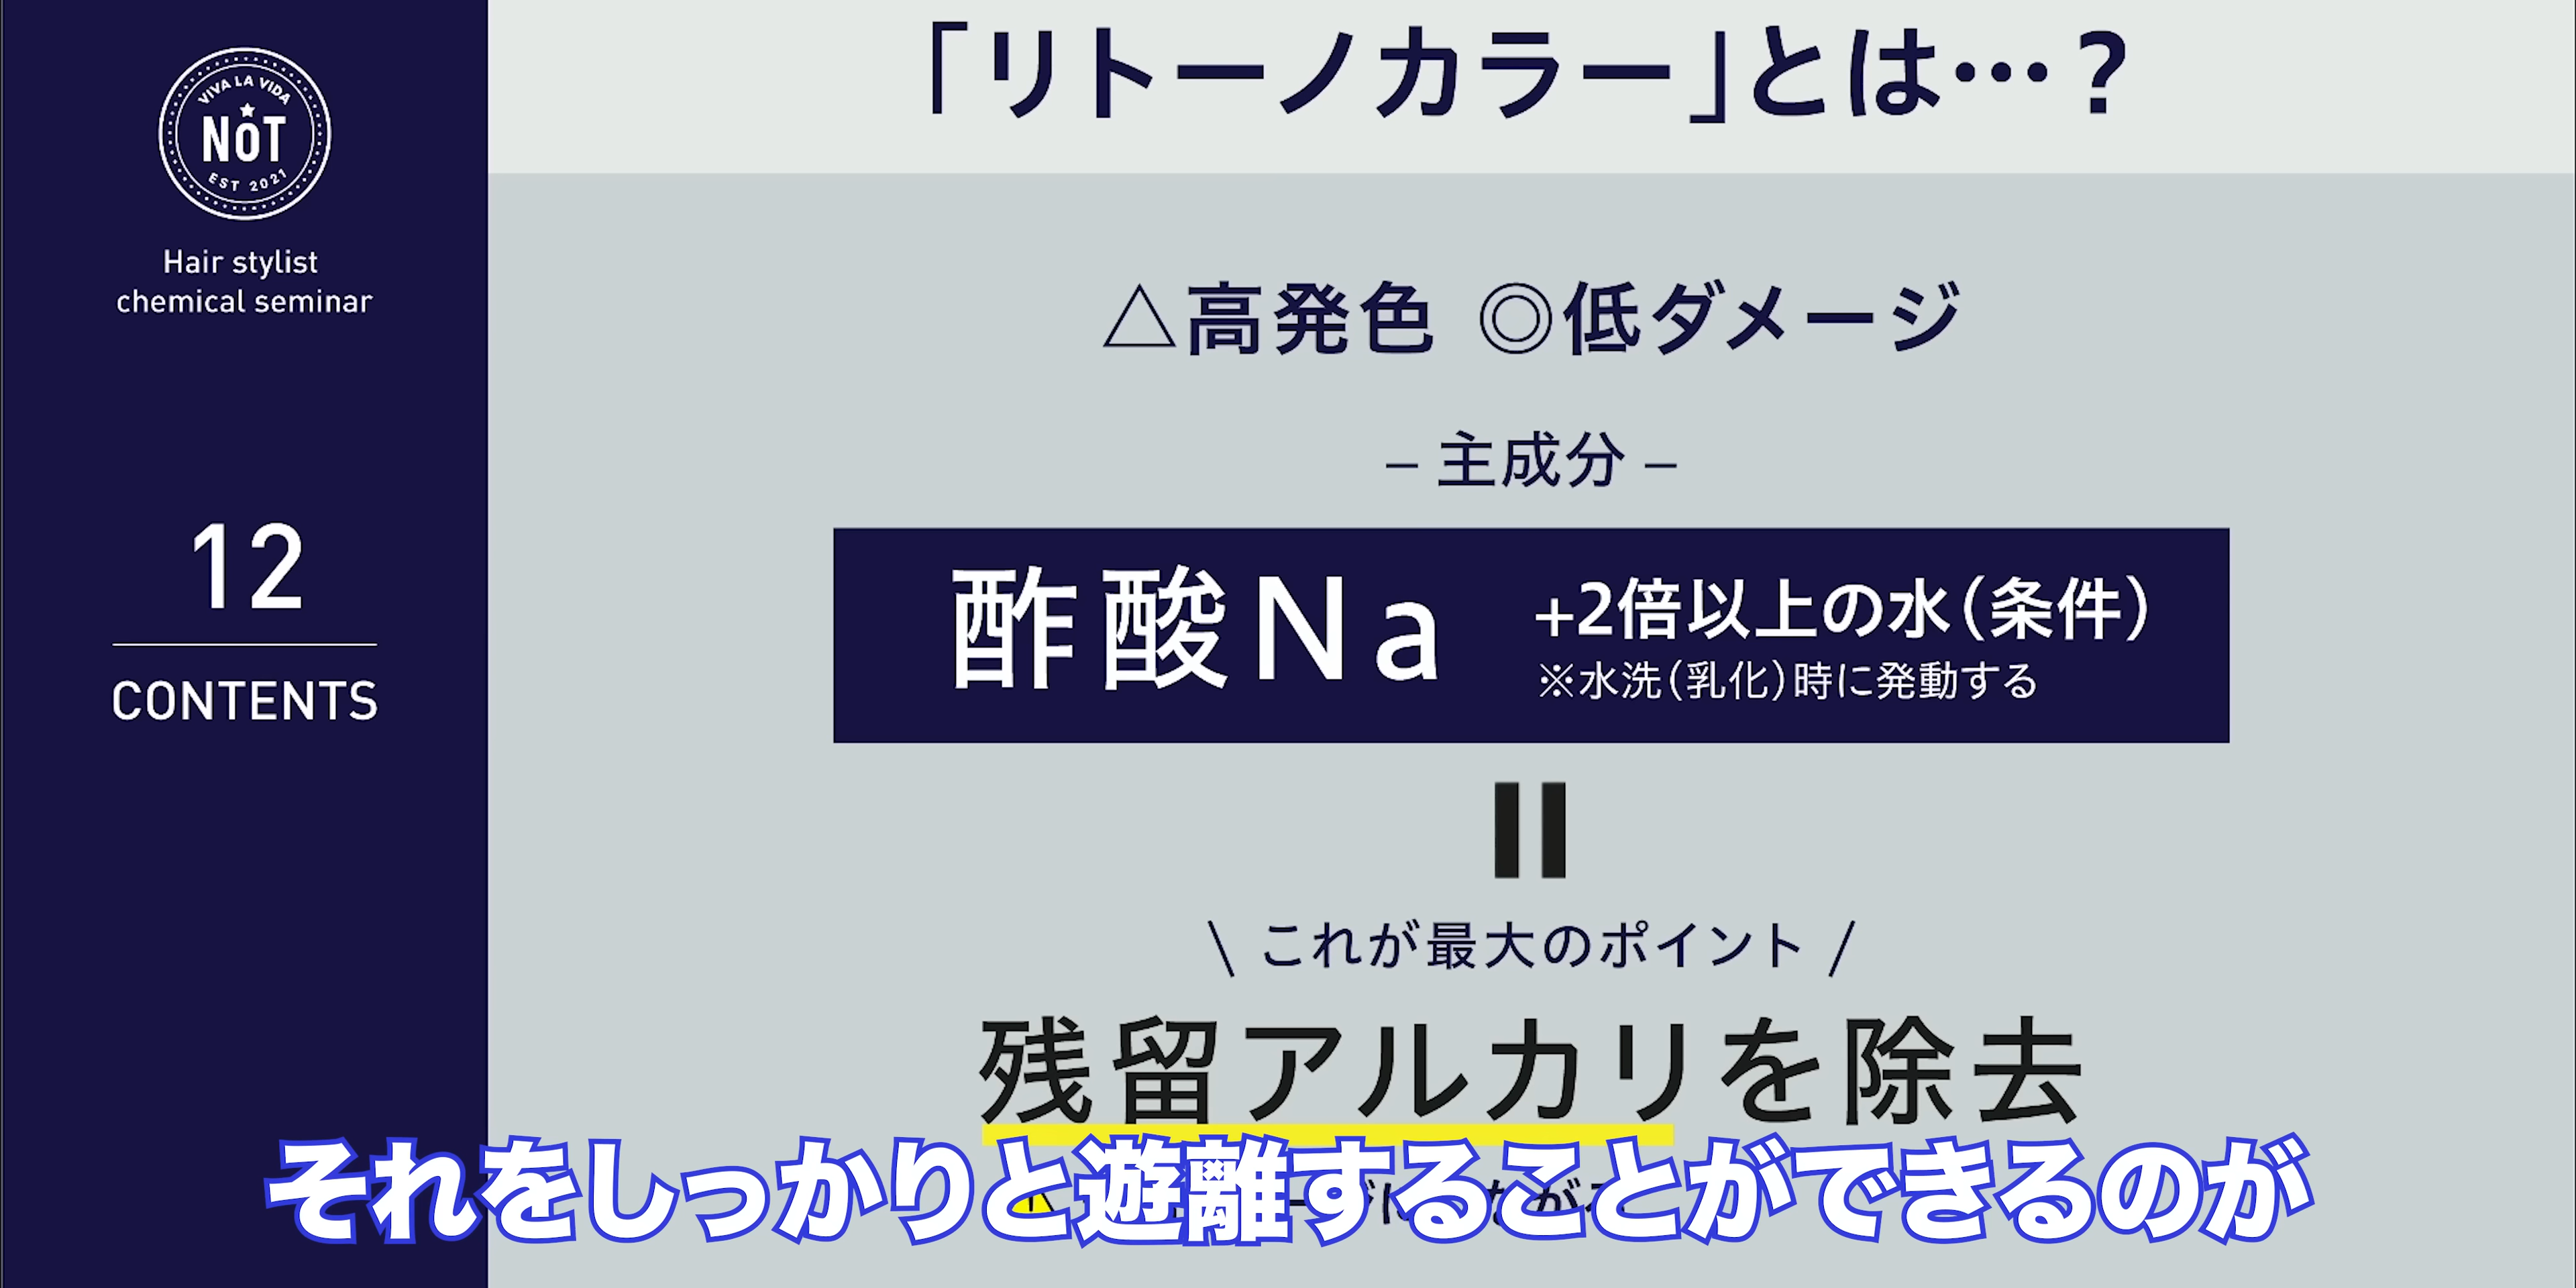 VIVA LA VIDA
NOT
EST 2021
Hair stylist
chemical seminar
12
CONTENTS
「リトーノカラー」とは…？
△高発色 ◎低ダメージ
– 主成分 –
酢酸Na
+2倍以上の水(条件)
※水洗(乳化)時に発動する
\ これが最大のポイント /
残留アルカリを除去
それをしっかりと遊離することができるのが